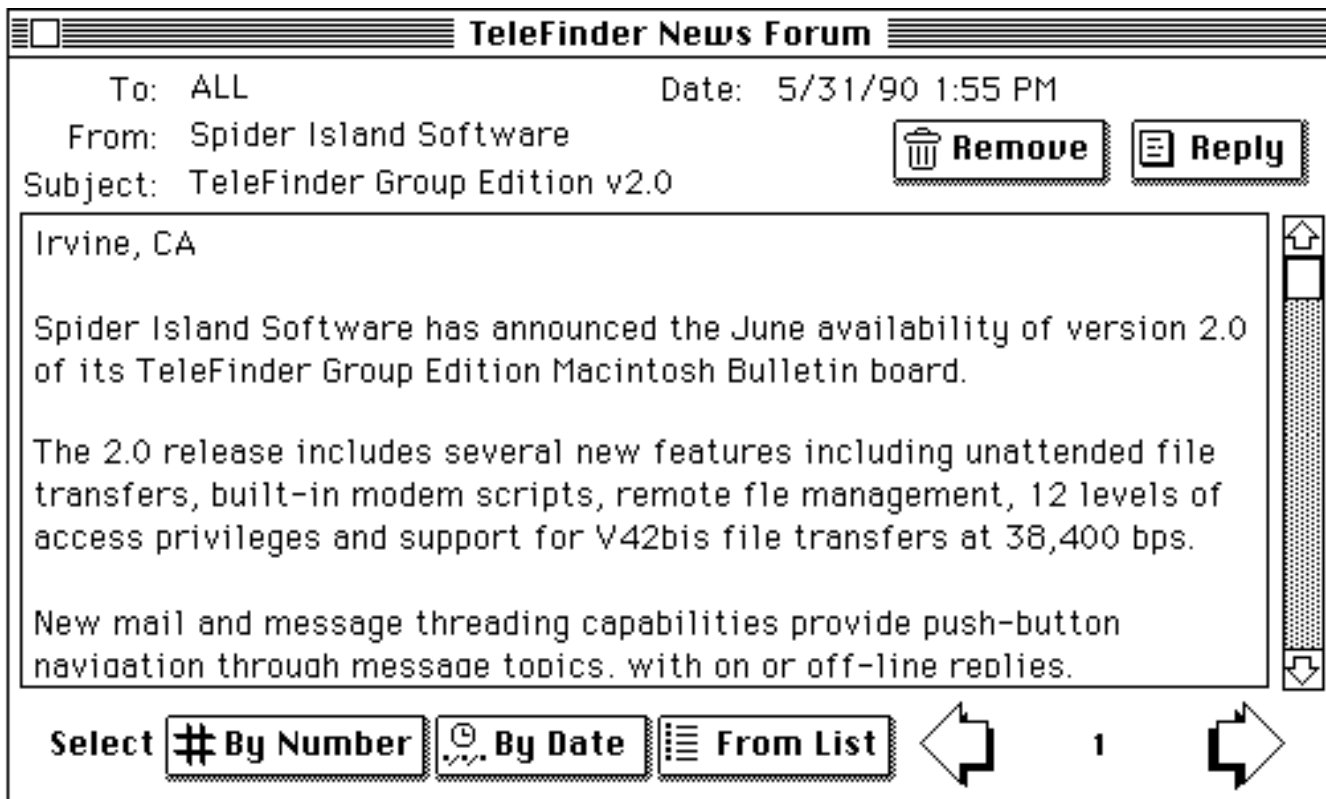 TeleFinder News Forum
To: ALL Date: 5/31/90 1:55 PM
From: Spider Island Software
Remove Reply
Subject: TeleFinder Group Edition v2.0
Irvine, CA
Spider Island Software has announced the June availability of version 2.0
of its TeleFinder Group Edition Macintosh Bulletin board.
The 2.0 release includes several new features including unattended file
transfers, built-in modem scripts, remote fle management, 12 levels of
access privileges and support for V42bis file transfers at 38,400 bps.
New mail and message threading capabilities provide push-button
navigation through message topics, with on or off-line replies.
Select # By Number By Date From List 1